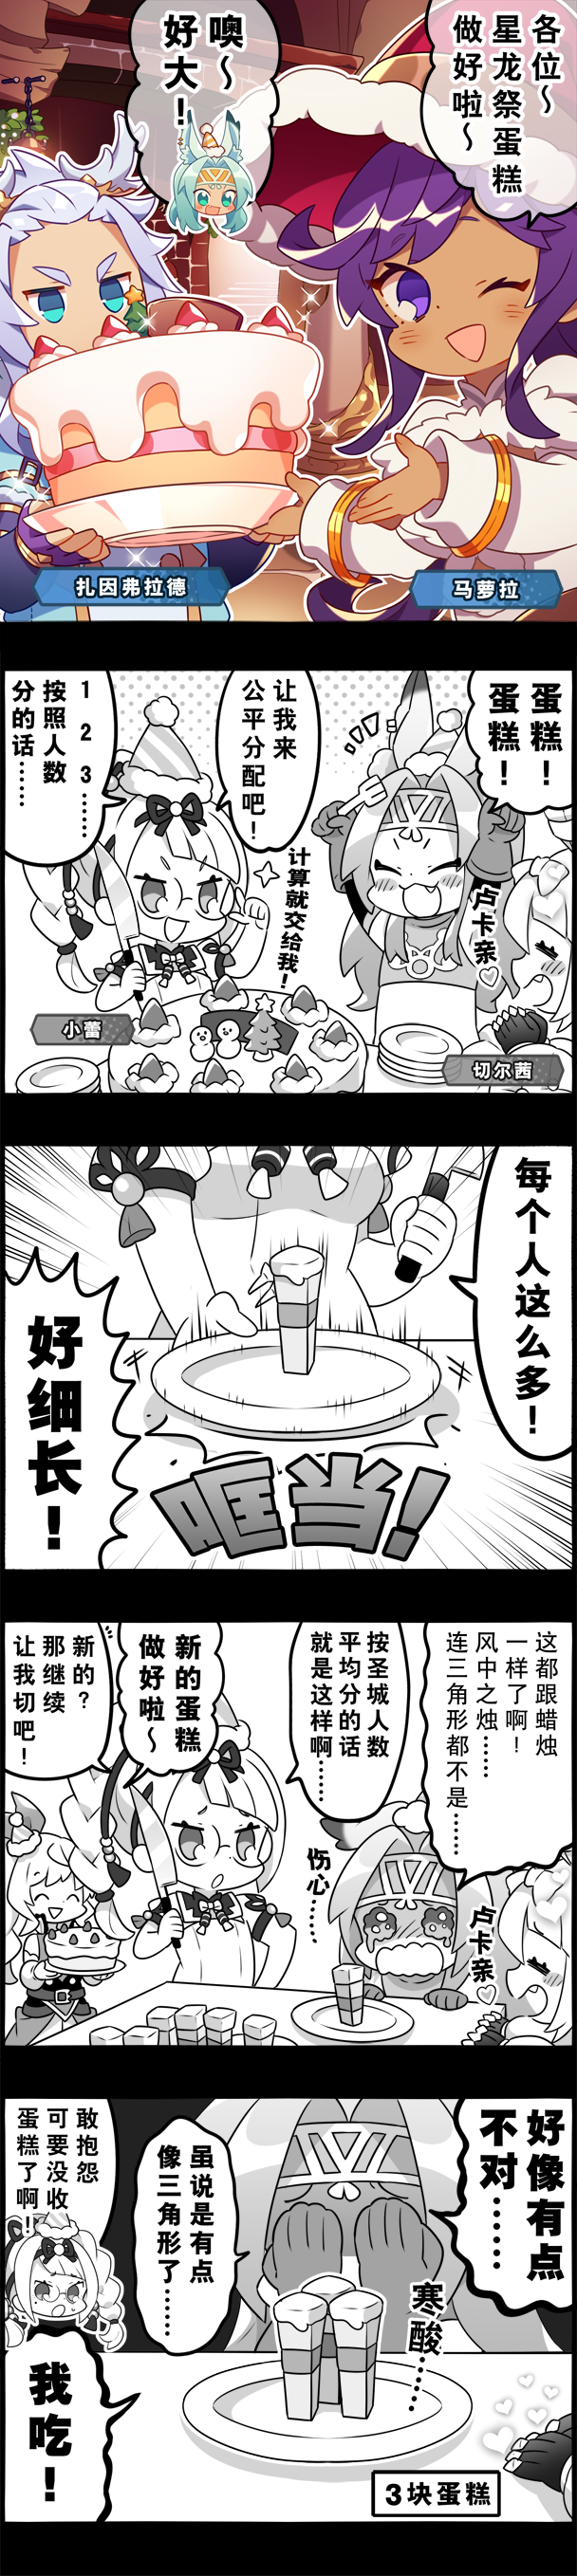 各位～
星龙祭蛋糕
做好啦～
噢～
好大！
扎因弗拉德
马萝拉
蛋糕！
蛋糕！
让我来
公平分配吧！
1 2 3……
按照人数
分的话……
计算就交给我！
卢卡亲♡
小蕾
切尔茜
每个人这么多！
好细长！
哐当！
这都跟蜡烛
一样了啊！
风中之烛……
连三角形都不是……
按圣城人数
平均分的话
就是这样啊……
新的蛋糕
做好啦～
新的？
那继续
让我切吧！
伤心……
卢卡亲♡
好像有点
不对……
虽说是有点
像三角形了……
敢抱怨
可要没收
蛋糕了啊！
寒酸……
我吃！
3块蛋糕